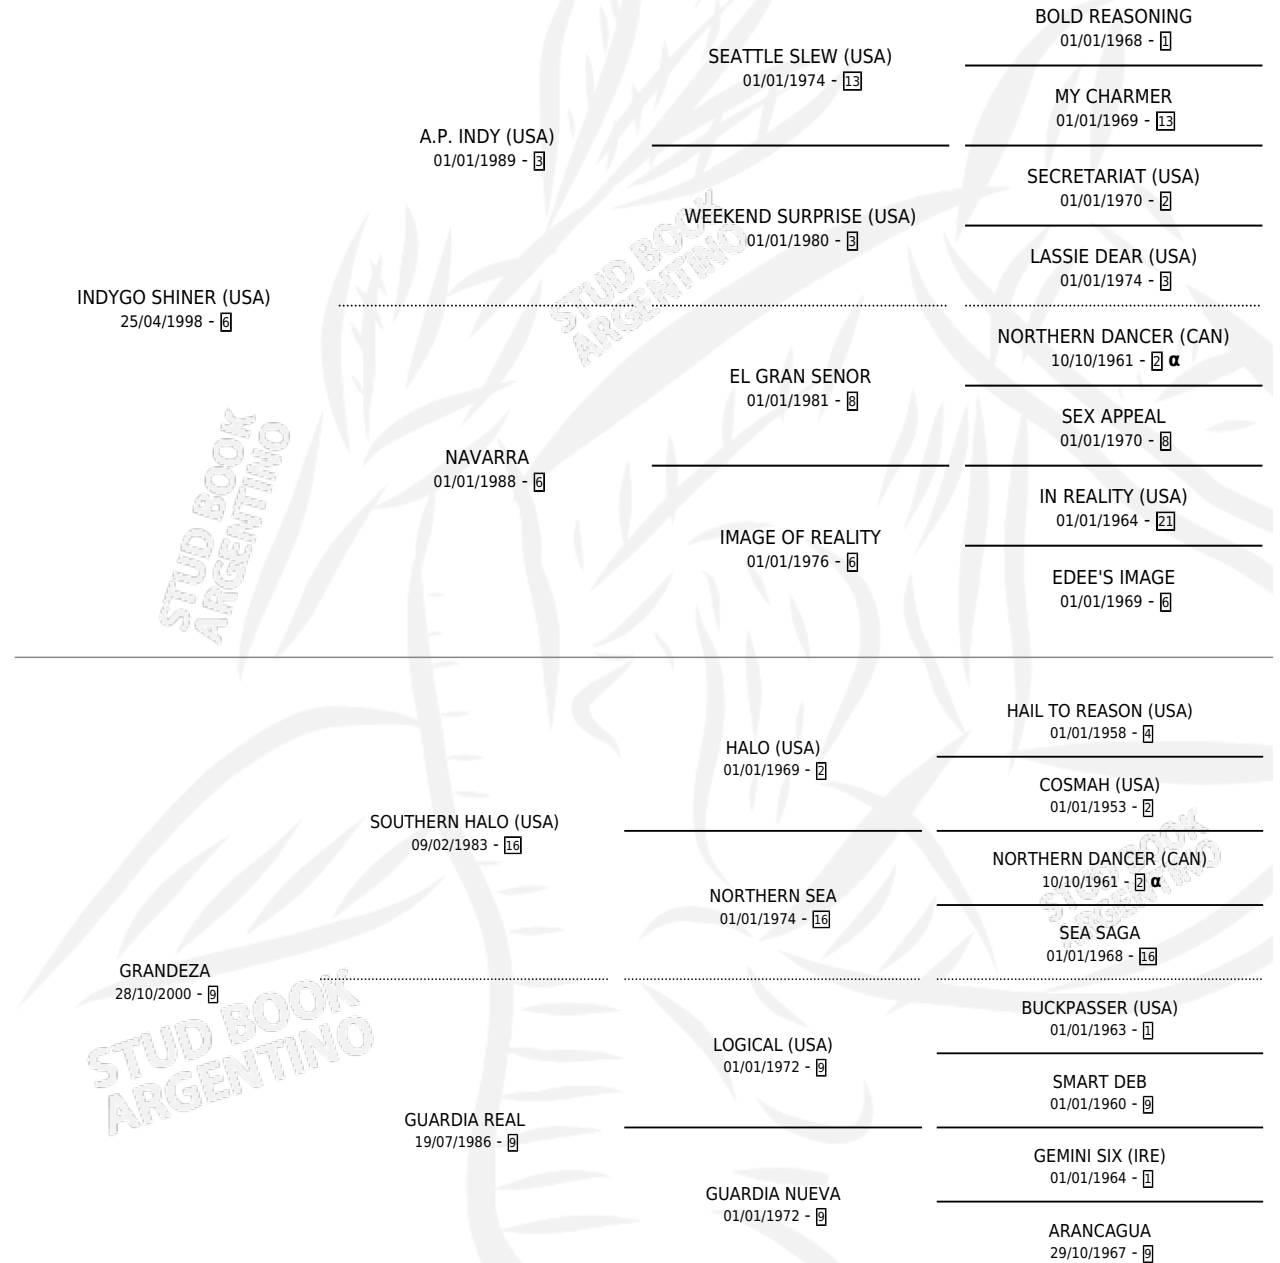 BOLD REASONING
01/01/1968 - 1
SEATTLE SLEW (USA)
01/01/1974 - 13
MY CHARMER
01/01/1969 - 13
A.P. INDY (USA)
01/01/1989 - 3
SECRETARIAT (USA)
01/01/1970 - 2
WEEKEND SURPRISE (USA)
01/01/1980 - 3
LASSIE DEAR (USA)
01/01/1974 - 3
STUD BOOK
ARGENTINO
INDYGO SHINER (USA)
25/04/1998 - 6
NORTHERN DANCER (CAN)
10/10/1961 - 2 α
EL GRAN SENOR
01/01/1981 - 8
SEX APPEAL
01/01/1970 - 8
NAVARRA
01/01/1988 - 6
IN REALITY (USA)
01/01/1964 - 21
IMAGE OF REALITY
01/01/1976 - 6
EDEE'S IMAGE
01/01/1969 - 6
STUD BOOK
ARGENTINO
HAIL TO REASON (USA)
01/01/1958 - 4
HALO (USA)
01/01/1969 - 2
COSMAH (USA)
01/01/1953 - 2
SOUTHERN HALO (USA)
09/02/1983 - 16
NORTHERN DANCER (CAN)
10/10/1961 - 2 α
NORTHERN SEA
01/01/1974 - 16
SEA SAGA
01/01/1968 - 16
STUD BOOK
ARGENTINO
GRANDEZA
28/10/2000 - 9
BUCKPASSER (USA)
01/01/1963 - 1
LOGICAL (USA)
01/01/1972 - 9
SMART DEB
01/01/1960 - 9
GUARDIA REAL
19/07/1986 - 9
GEMINI SIX (IRE)
01/01/1964 - 1
GUARDIA NUEVA
01/01/1972 - 9
ARANCAGUA
29/10/1967 - 9
STUD BOOK
ARGENTINO